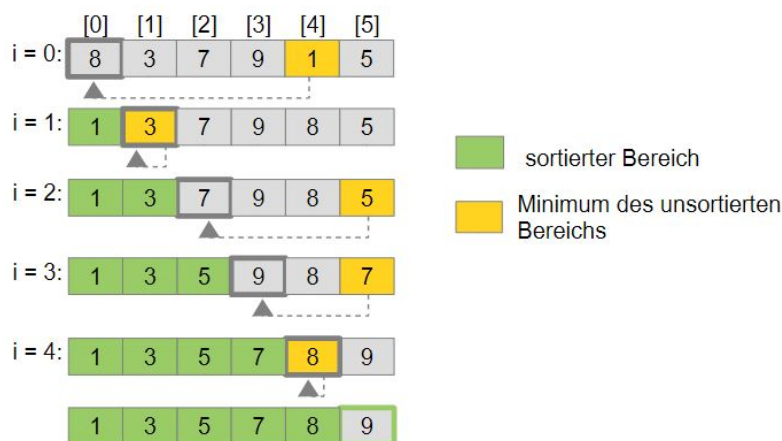 [0] [1] [2] [3] [4] [5]
i = 0: 8 3 7 9 1 5
i = 1: 1 3 7 9 8 5
sortierter Bereich
i = 2: 1 3 7 9 8 5
Minimum des unsortierten
Bereichs
i = 3: 1 3 5 9 8 7
i = 4: 1 3 5 7 8 9
1 3 5 7 8 9